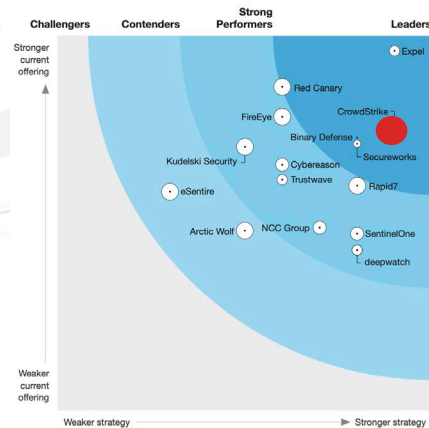 Challengers
Contenders
Strong
Performers
Leaders
Stronger
current
offering
Expel
Red Canary
CrowdStrike
FireEye
Binary Defense
Secureworks
Kudelski Security
Cybereason
Trustwave
Rapid7
eSentire
Arctic Wolf
NCC Group
SentinelOne
deepwatch
Weaker
current
offering
Weaker strategy
Stronger strategy